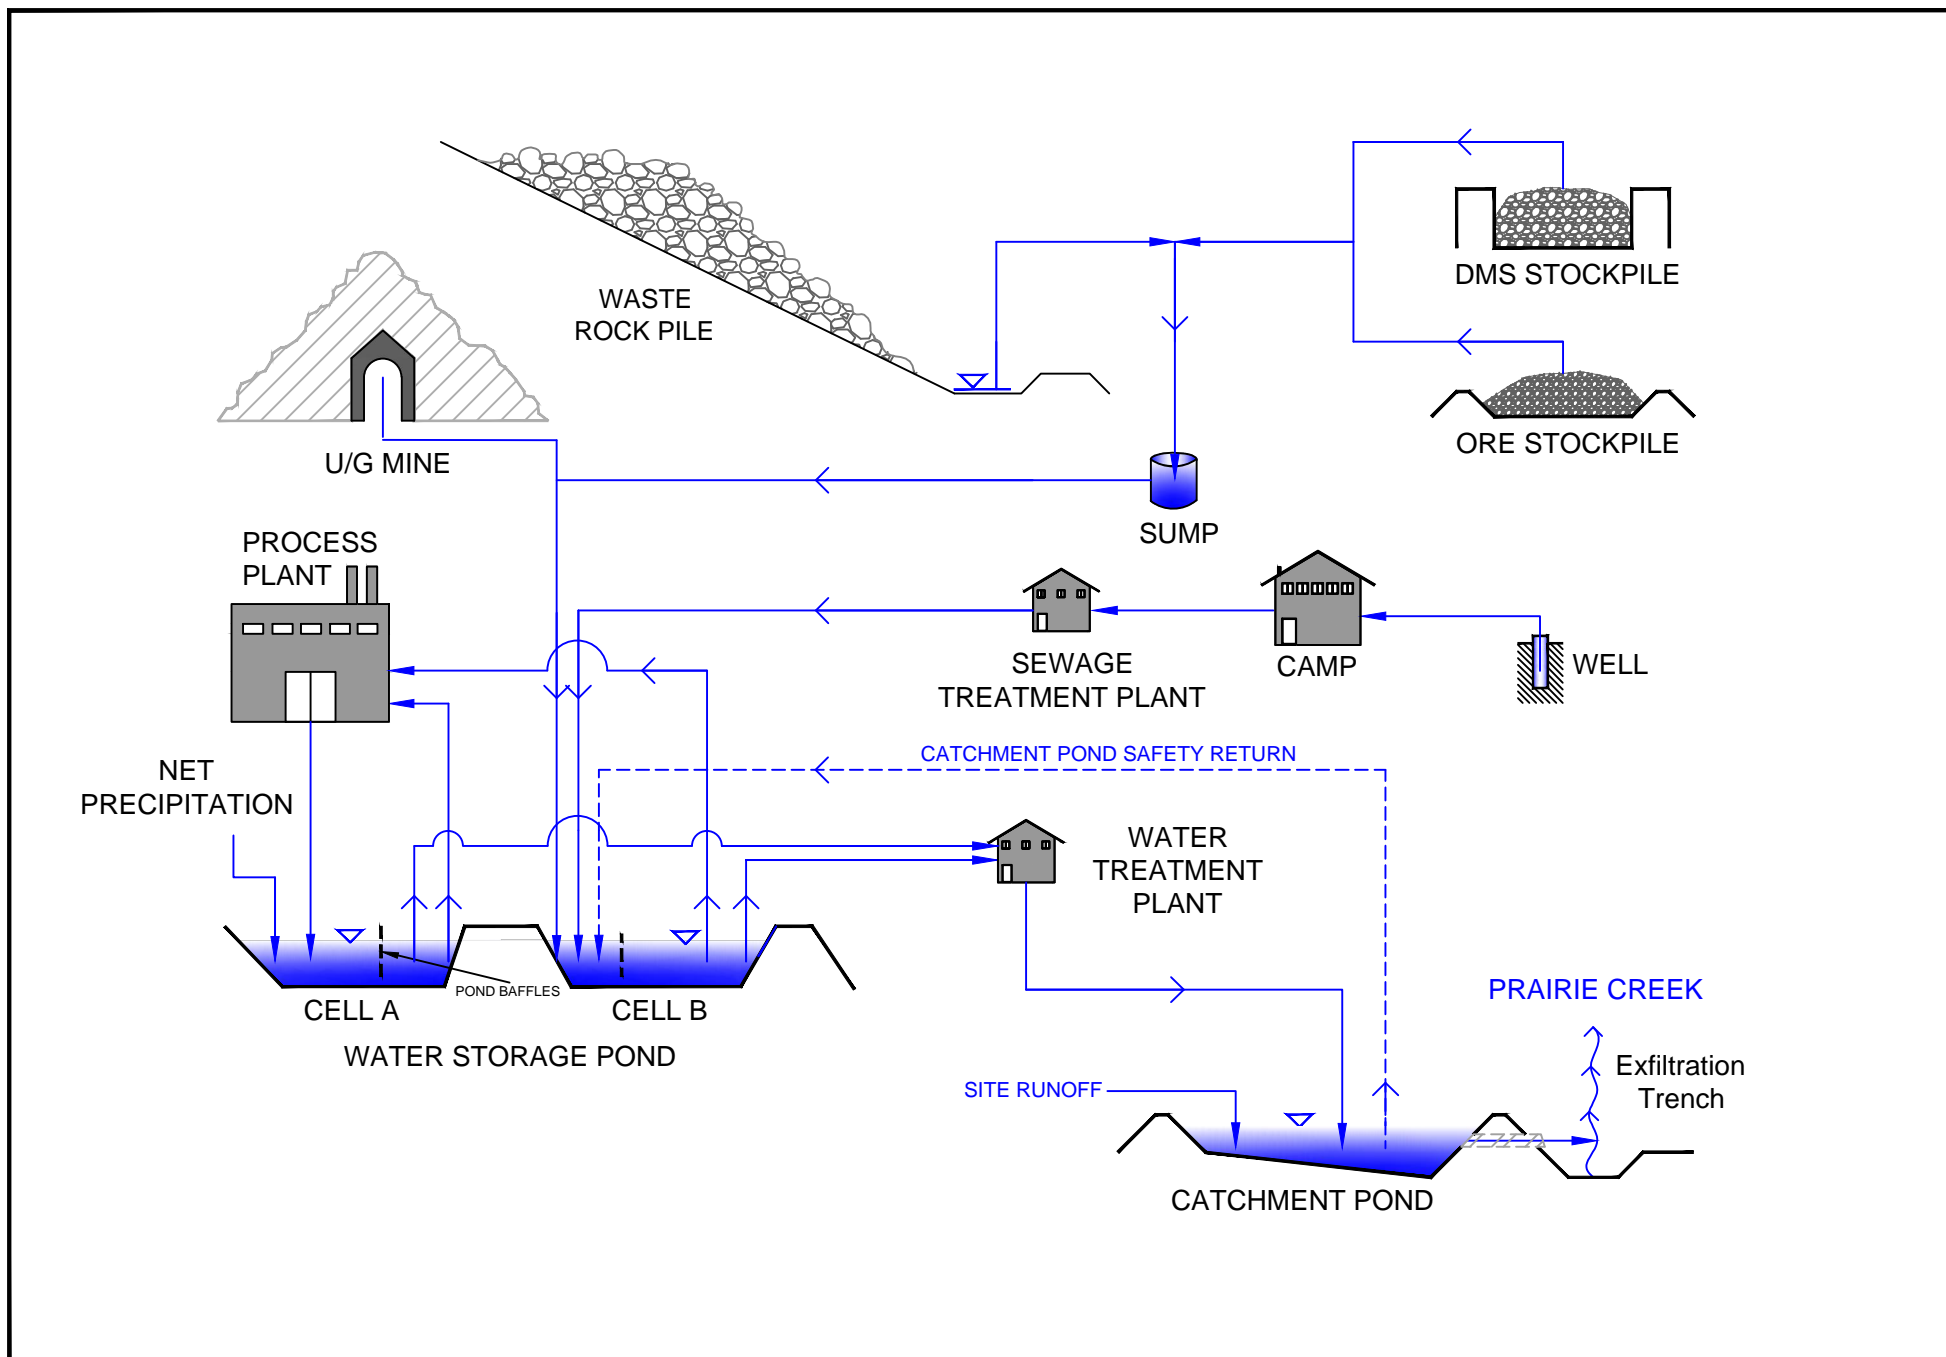 WASTE
ROCK PILE
DMS STOCKPILE
ORE STOCKPILE
U/G MINE
SUMP
PROCESS
PLANT
SEWAGE
TREATMENT PLANT
CAMP
WELL
CATCHMENT POND SAFETY RETURN
NET
PRECIPITATION
WATER
TREATMENT
PLANT
POND BAFFLES
CELL A
CELL B
WATER STORAGE POND
PRAIRIE CREEK
SITE RUNOFF
Exfiltration
Trench
CATCHMENT POND